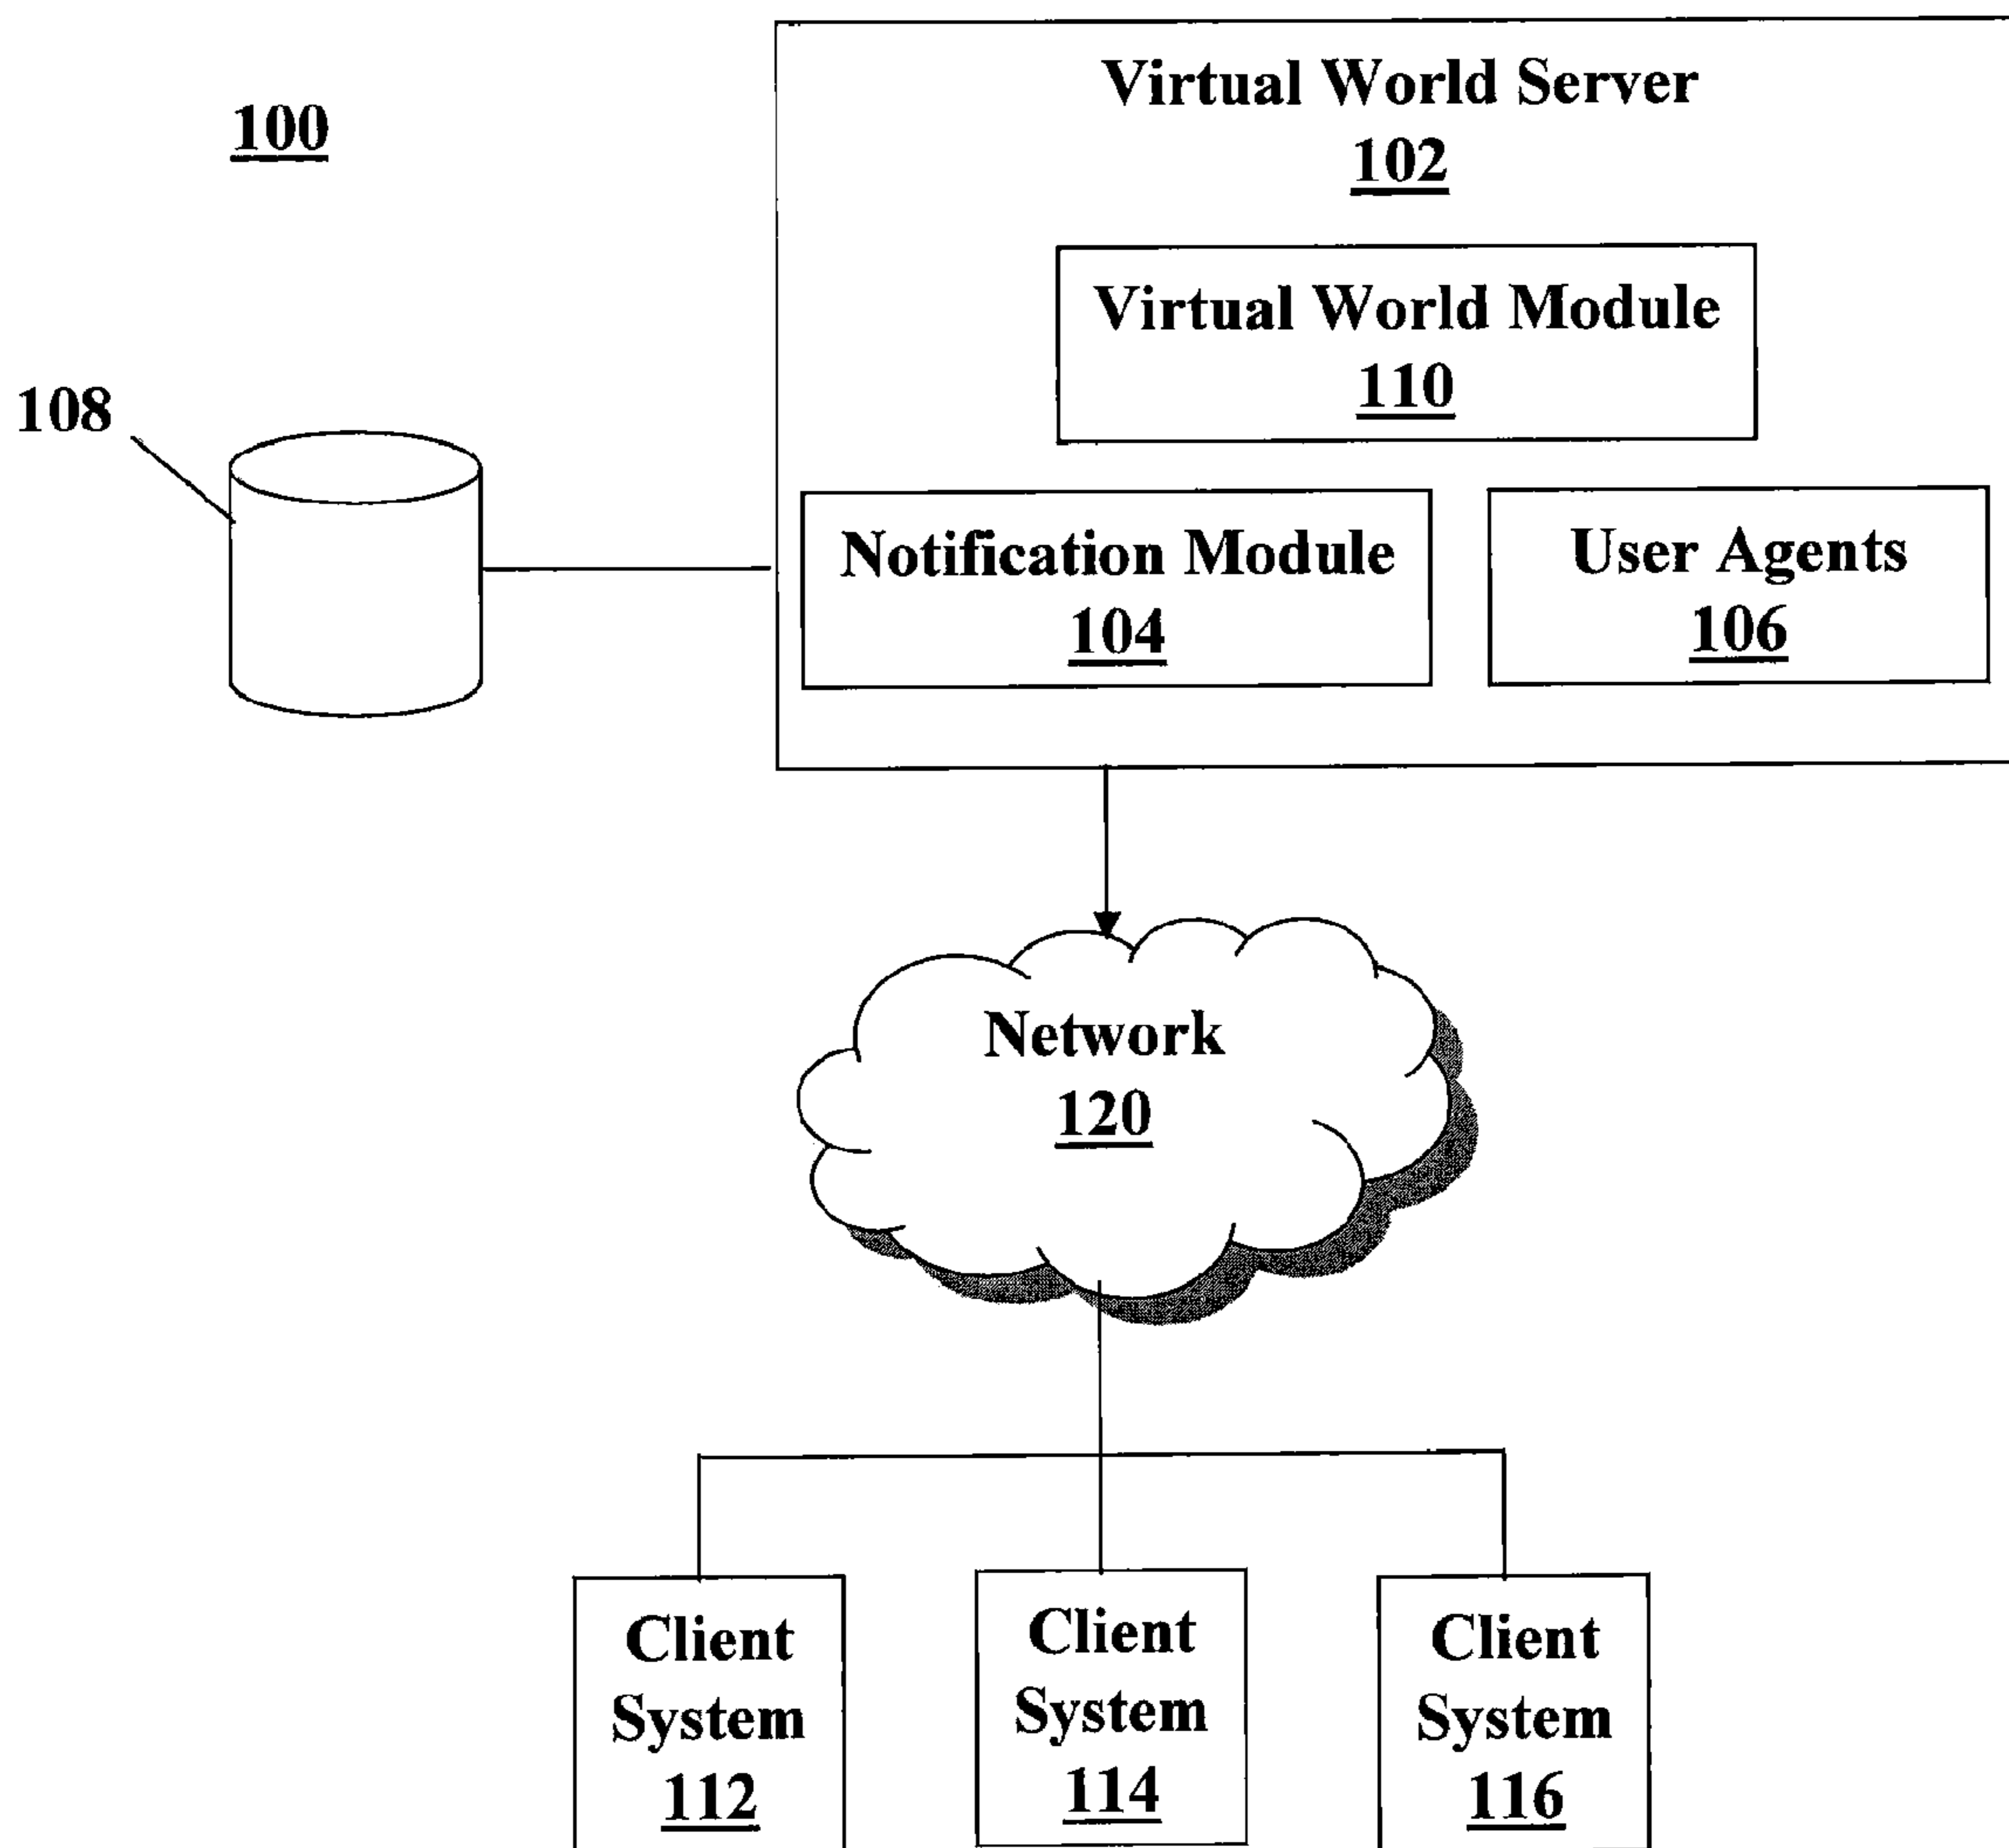 100
Virtual World Server
102
Virtual World Module
110
108
Notification Module
104
User Agents
106
Network
120
Client
System
112
Client
System
114
Client
System
116